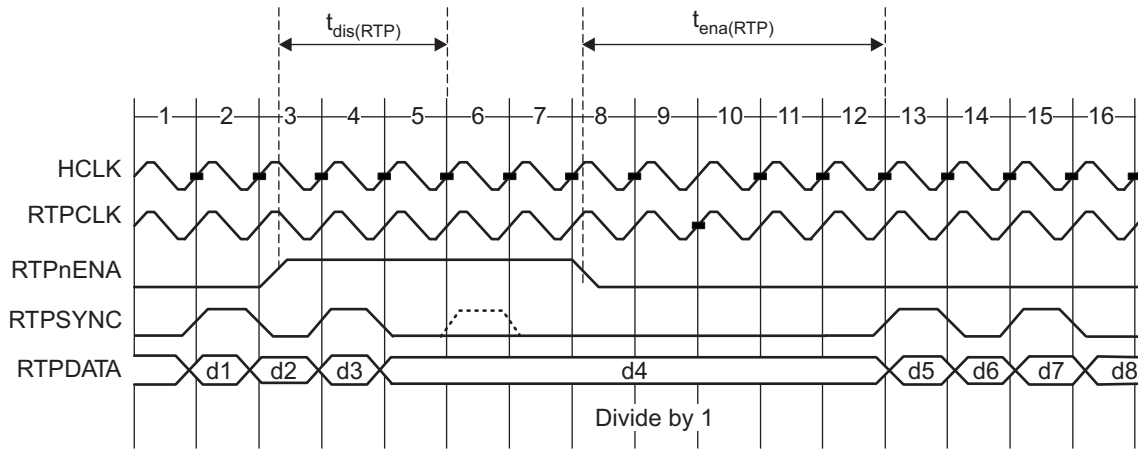 tdis(RTP) tena(RTP)
1 2 3 4 5 6 7 8 9 10 11 12 13 14 15 16
HCLK
RTPCLK
RTPnENA
RTPSYNC
RTPDATA d1 d2 d3 d4 d5 d6 d7 d8
Divide by 1